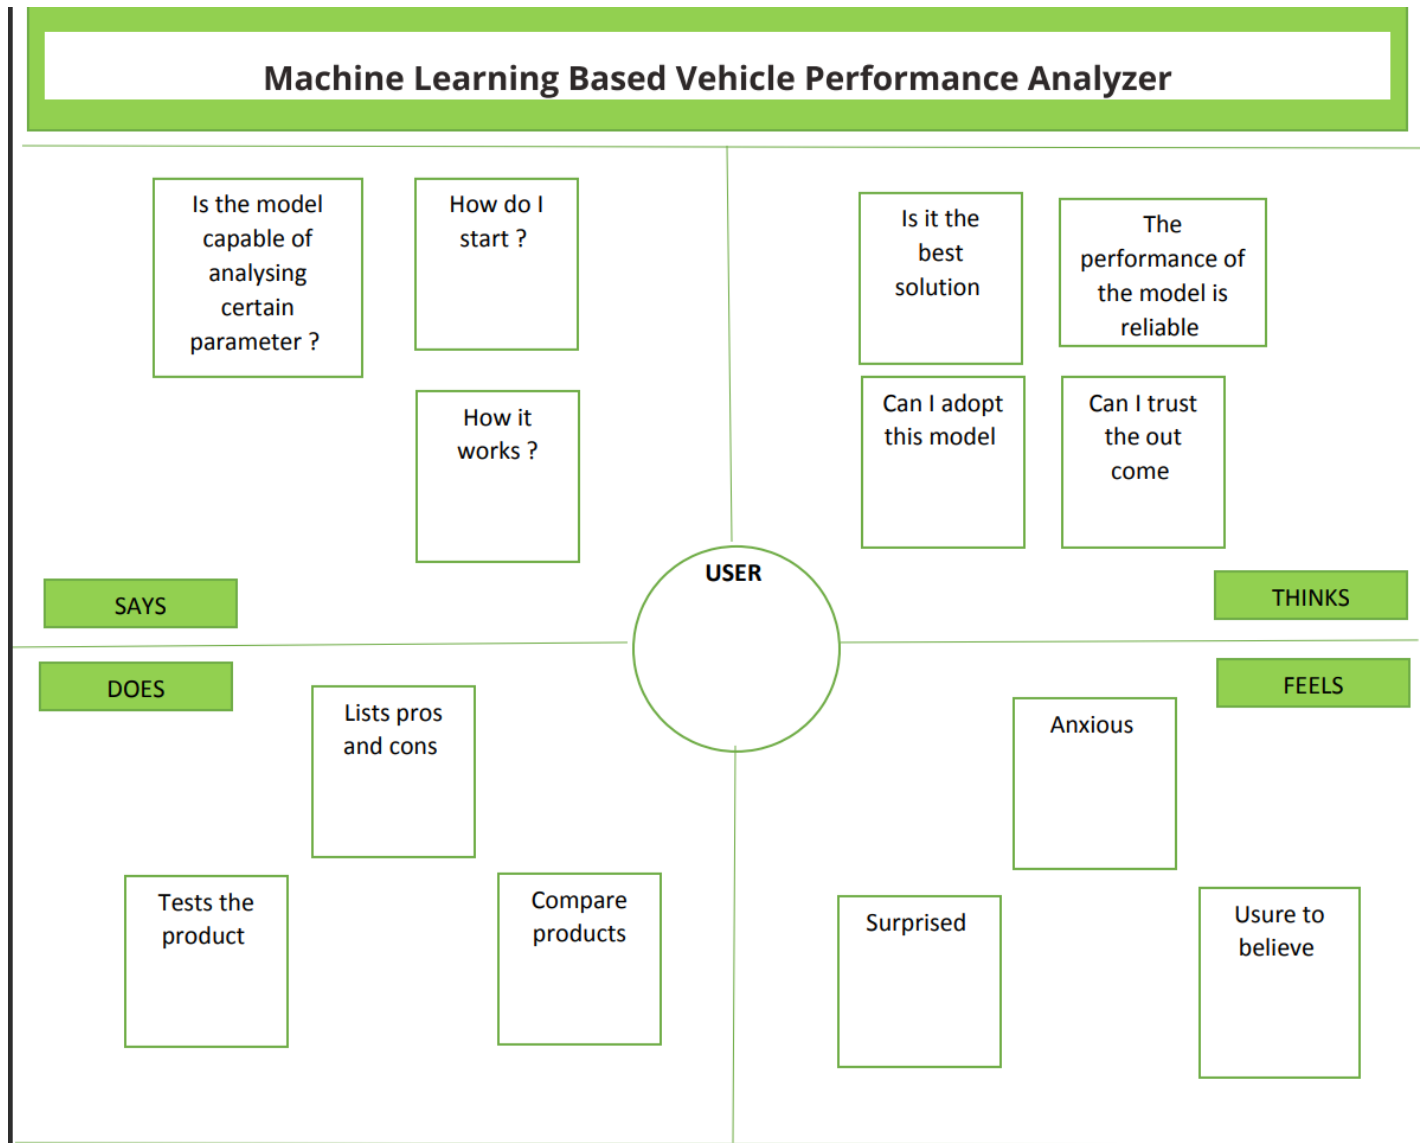 Machine Learning Based Vehicle Performance Analyzer
Is the model
capable of
analysing
certain
parameter ?
How do I
start ?
How it
works ?
SAYS
Is it the
best
solution
The
performance of
the model is
reliable
Can I adopt
this model
Can I trust
the out
come
THINKS
USER
DOES
Lists pros
and cons
Tests the
product
Compare
products
FEELS
Anxious
Surprised
Usure to
believe